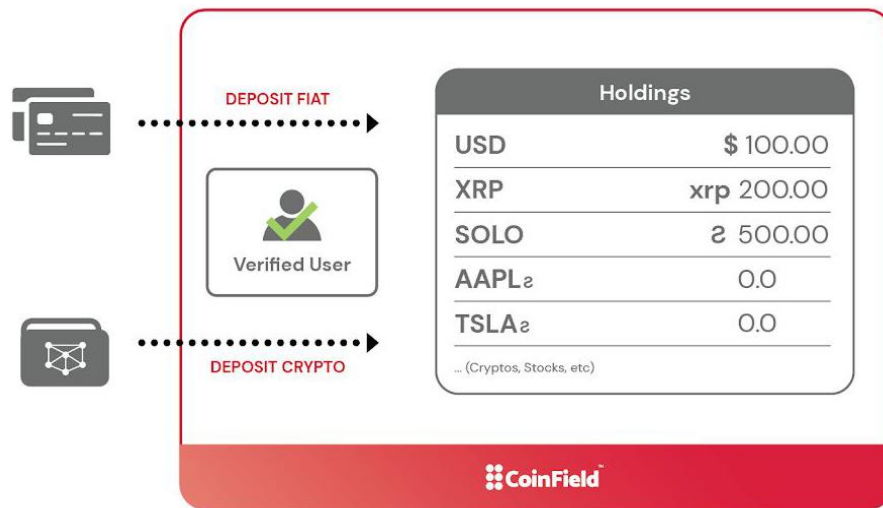 DEPOSIT FIAT
Verified User
DEPOSIT CRYPTO
Holdings
USD $ 100.00
XRP xrp 200.00
SOLO Ƨ 500.00
AAPLƨ 0.0
TSLAƨ 0.0
... (Cryptos, Stocks, etc)
CoinField™